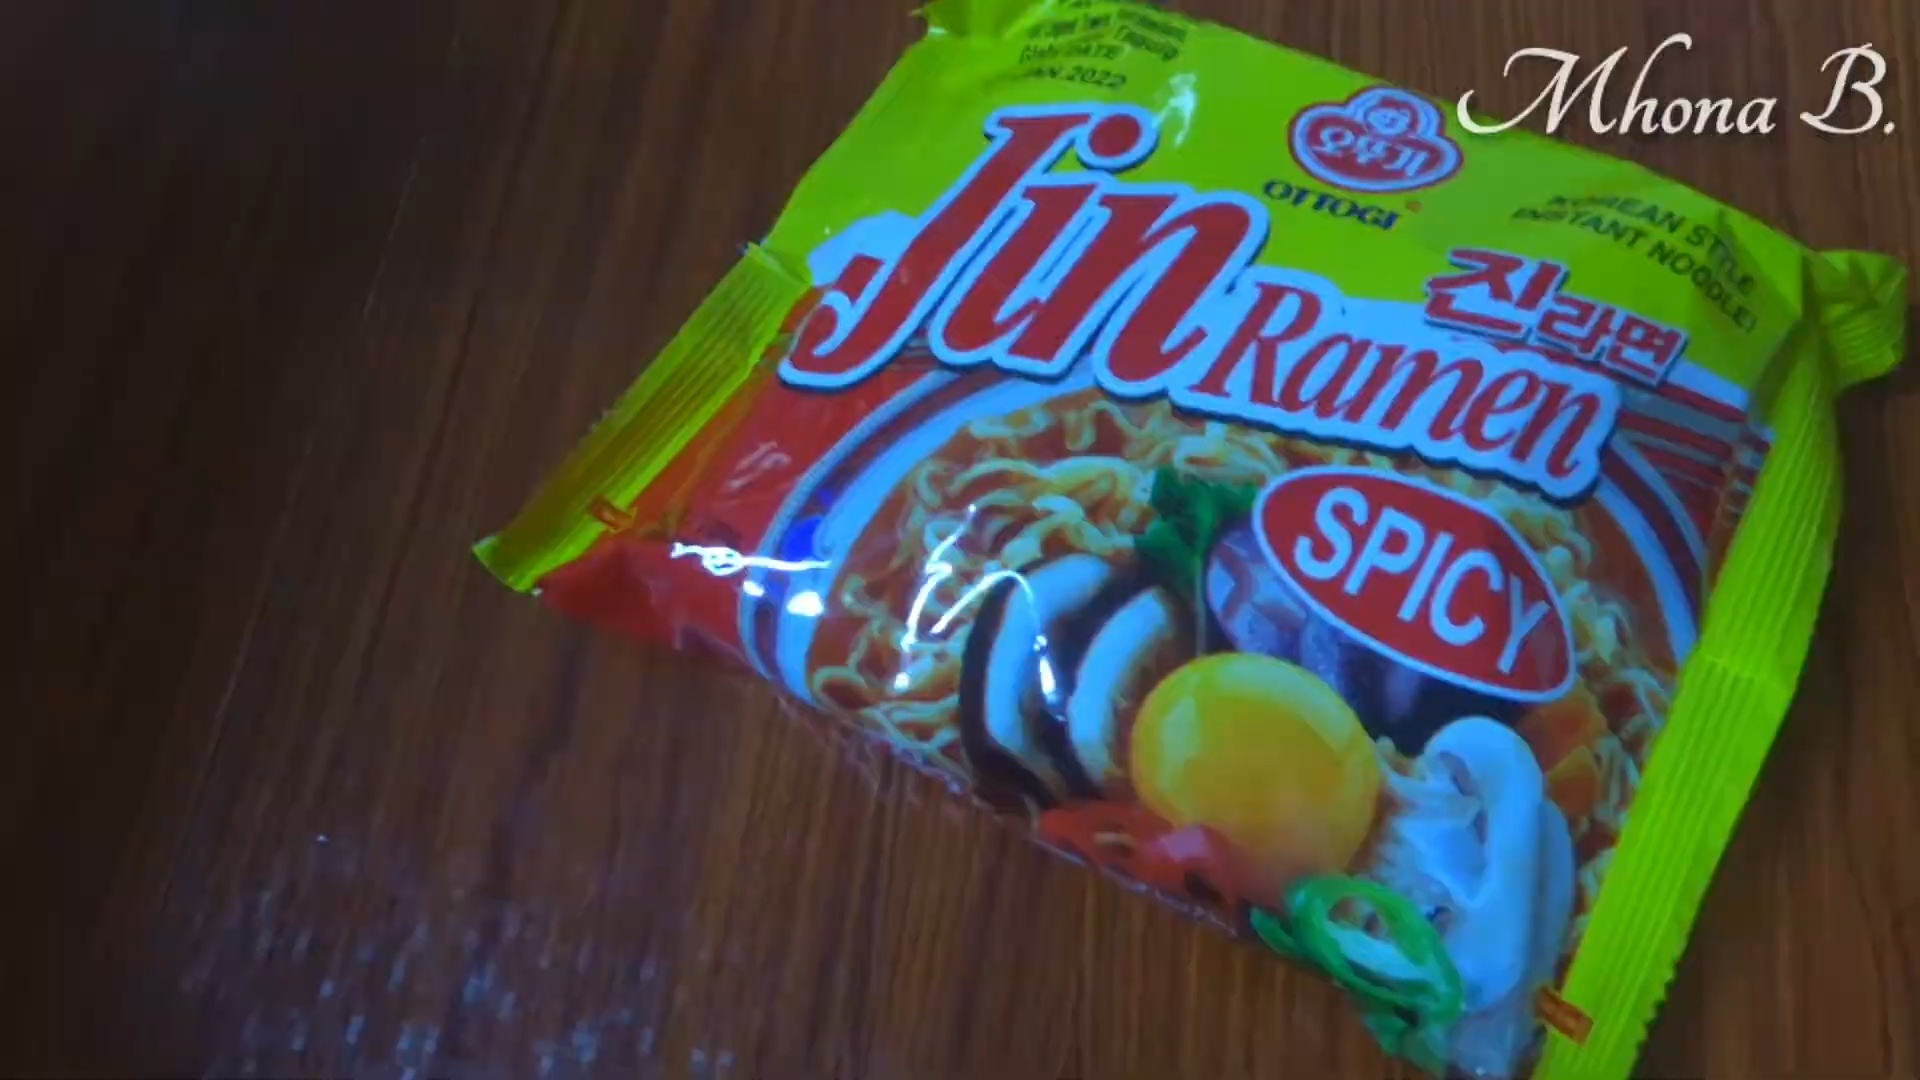 Mhona B.
JAN.2022
오뚜기
OTTOGI
KOREAN STYLE
INSTANT NOODLE
Jin Ramen
진라면
SPICY